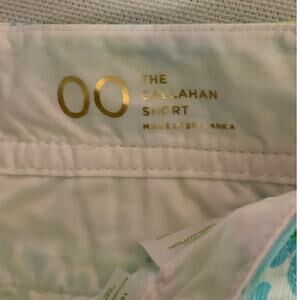 00
THE
CALLAHAN
SHORT
MADE IN SRI LANKA